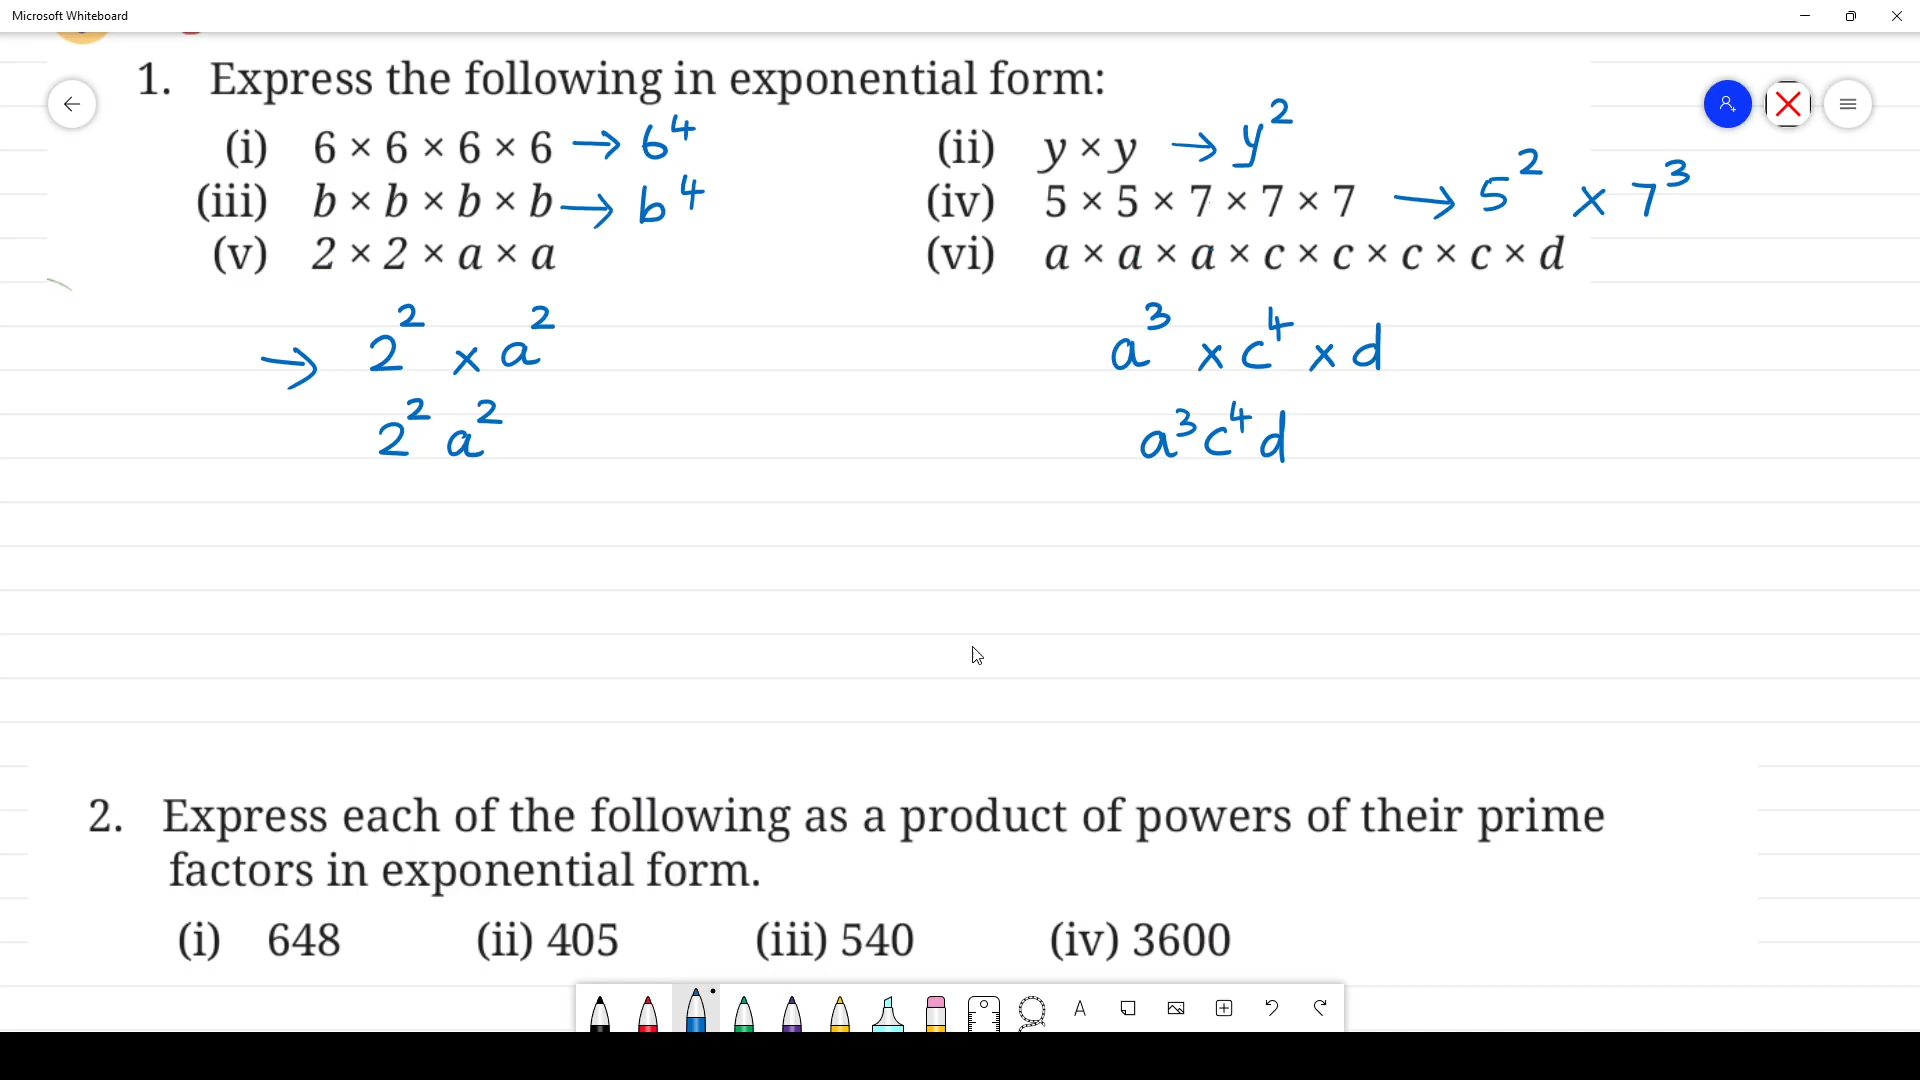 Microsoft Whiteboard
1. Express the following in exponential form:
(i) 6 × 6 × 6 × 6 → 6⁴
(ii) y × y → y²
(iii) b × b × b × b → b⁴
(iv) 5 × 5 × 7 × 7 × 7 → 5² × 7³
(v) 2 × 2 × a × a
(vi) a × a × a × c × c × c × c × d
→ 2² × a²
a³ × c⁴ × d
2² a²
a³c⁴d
2. Express each of the following as a product of powers of their prime
factors in exponential form.
(i) 648 (ii) 405 (iii) 540 (iv) 3600